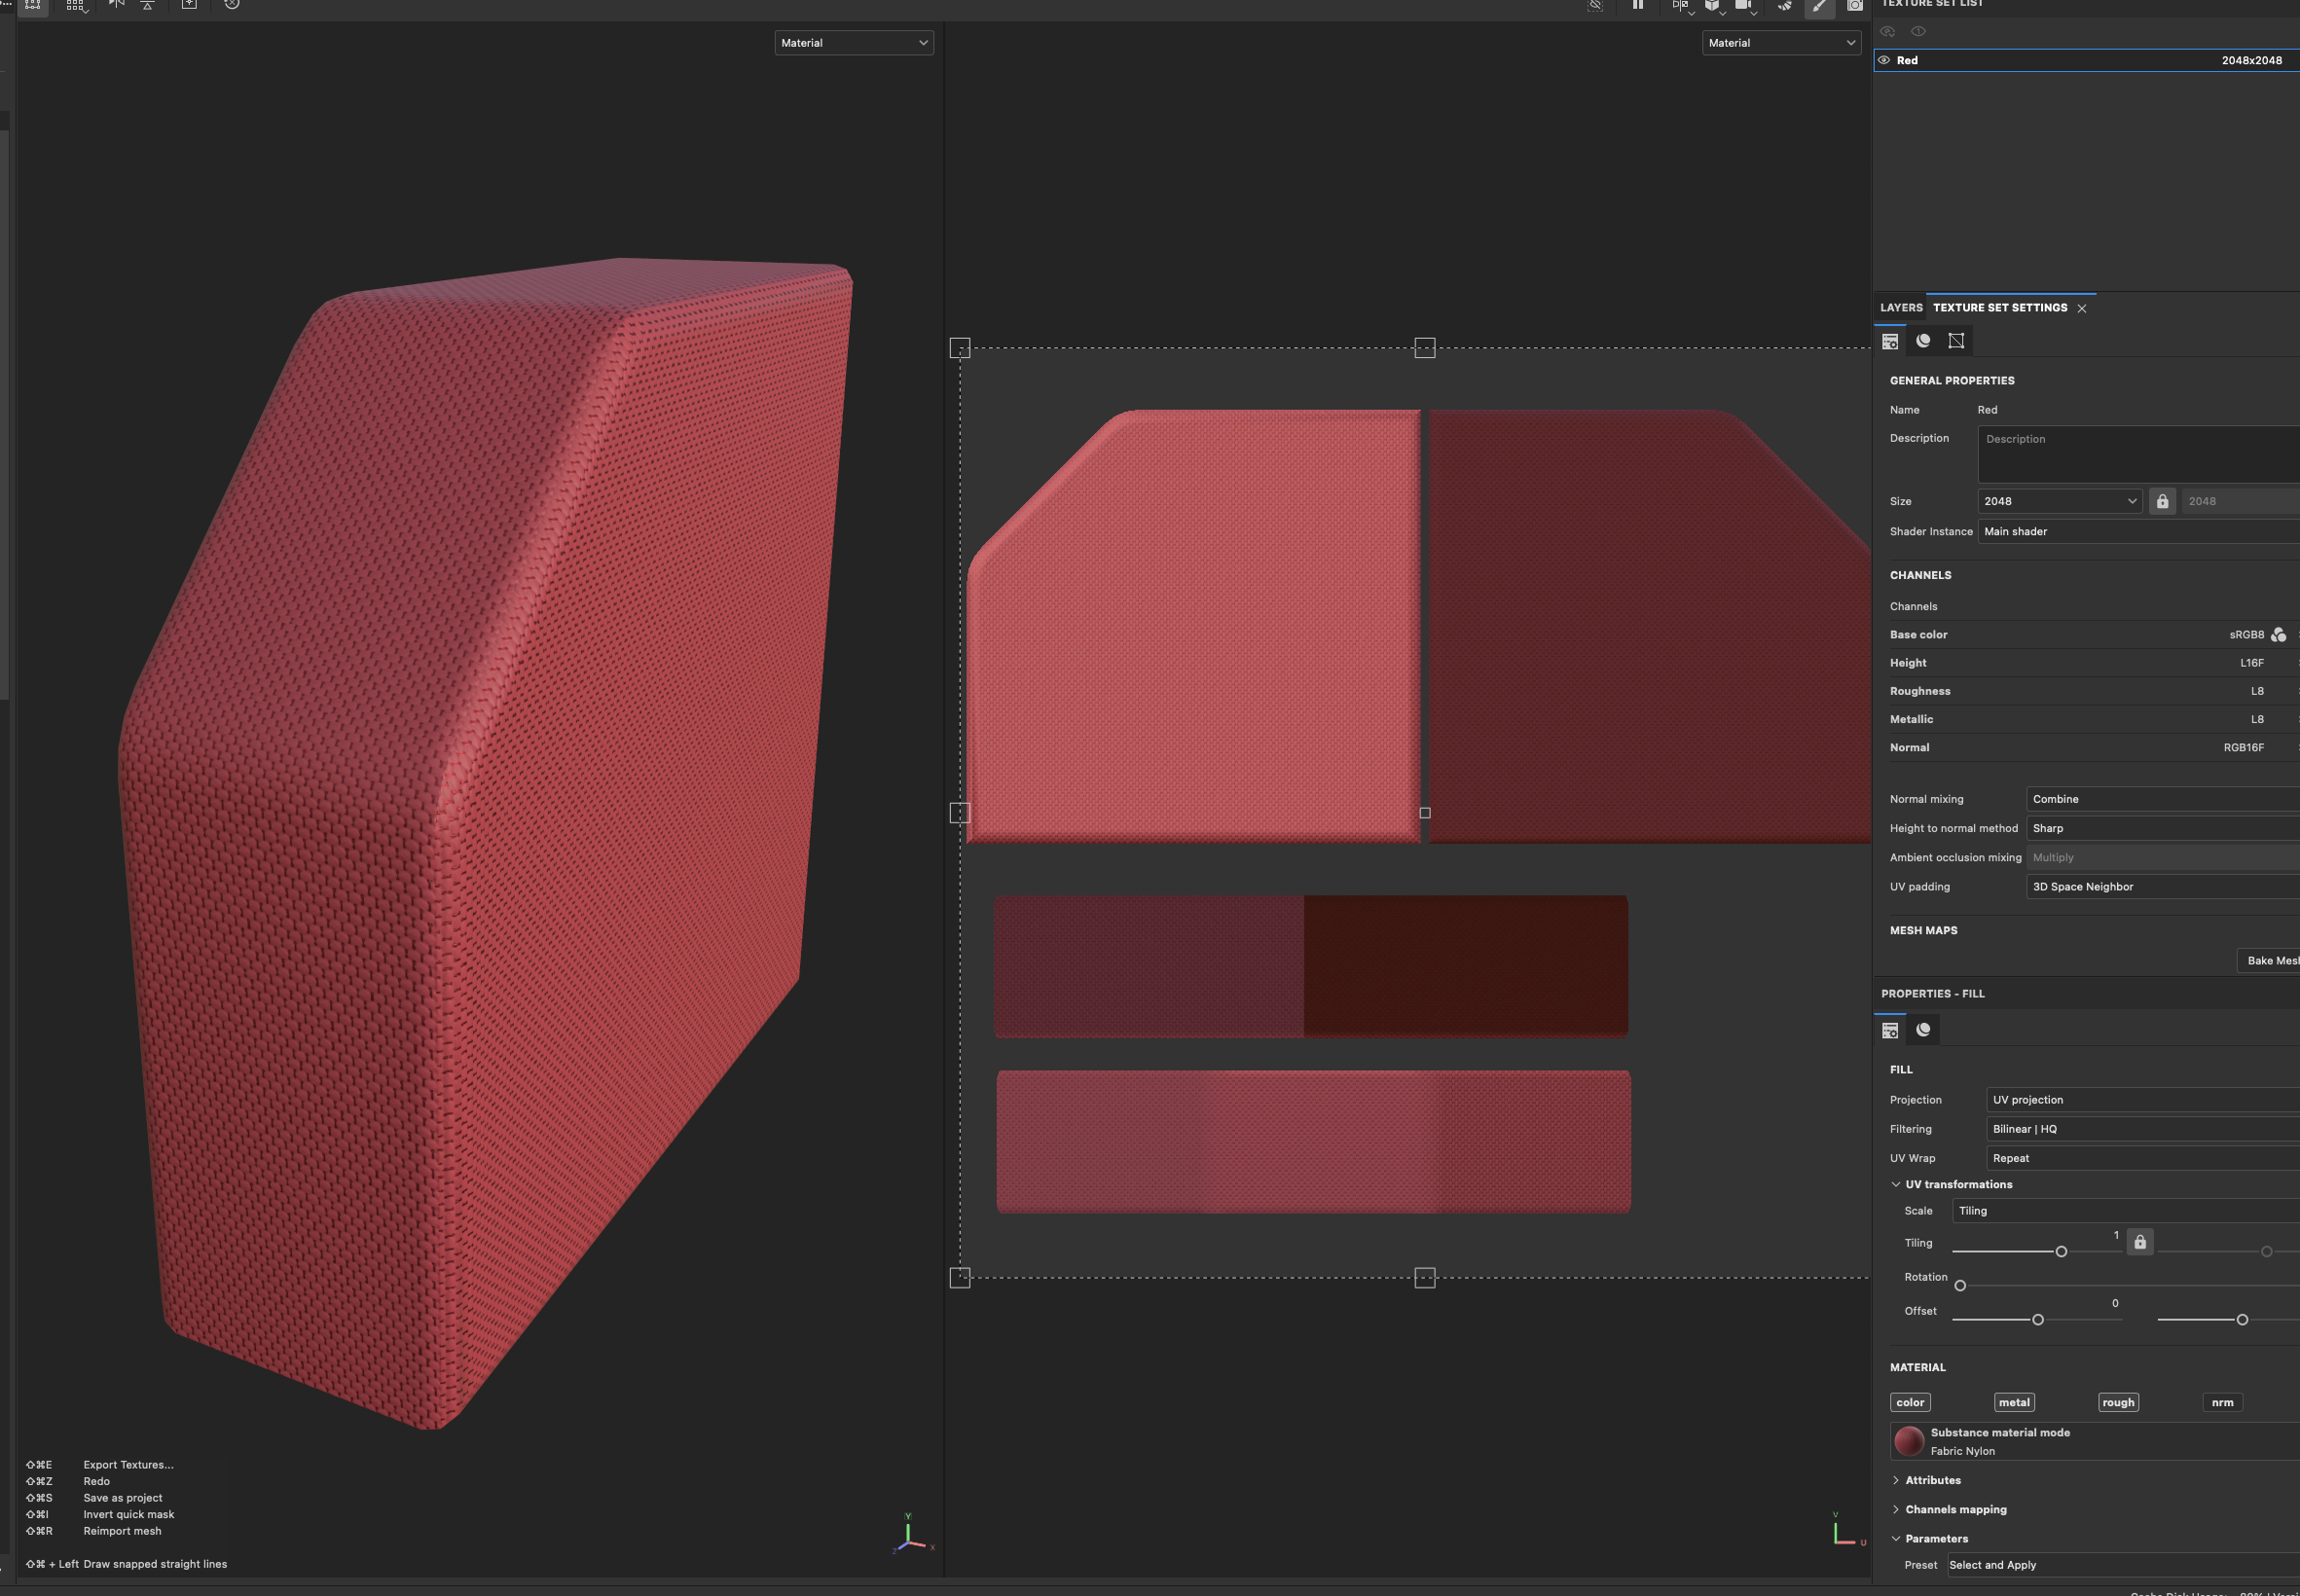 Material
Material
TEXTURE SET LIST
Red 2048x2048
LAYERS TEXTURE SET SETTINGS
GENERAL PROPERTIES
Name Red
Description Description
Size 2048 2048
Shader Instance Main shader
CHANNELS
Channels
Base color sRGB8
Height L16F
Roughness L8
Metallic L8
Normal RGB16F
Normal mixing Combine
Height to normal method Sharp
Ambient occlusion mixing Multiply
UV padding 3D Space Neighbor
MESH MAPS
Bake Mesh
PROPERTIES - FILL
FILL
Projection UV projection
Filtering Bilinear | HQ
UV Wrap Repeat
UV transformations
Scale Tiling
Tiling 1
Rotation
Offset 0
MATERIAL
color metal rough nrm
Substance material mode
Fabric Nylon
Attributes
Channels mapping
Parameters
Preset Select and Apply
⇧⌘E Export Textures...
⇧⌘Z Redo
⇧⌘S Save as project
⇧⌘I Invert quick mask
⇧⌘R Reimport mesh
⇧⌘ + Left Draw snapped straight lines
Y
Z X
V
U